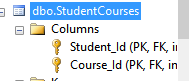 dbo.StudentCourses
Columns
Student_Id (PK, FK, in
Course_Id (PK, FK, in